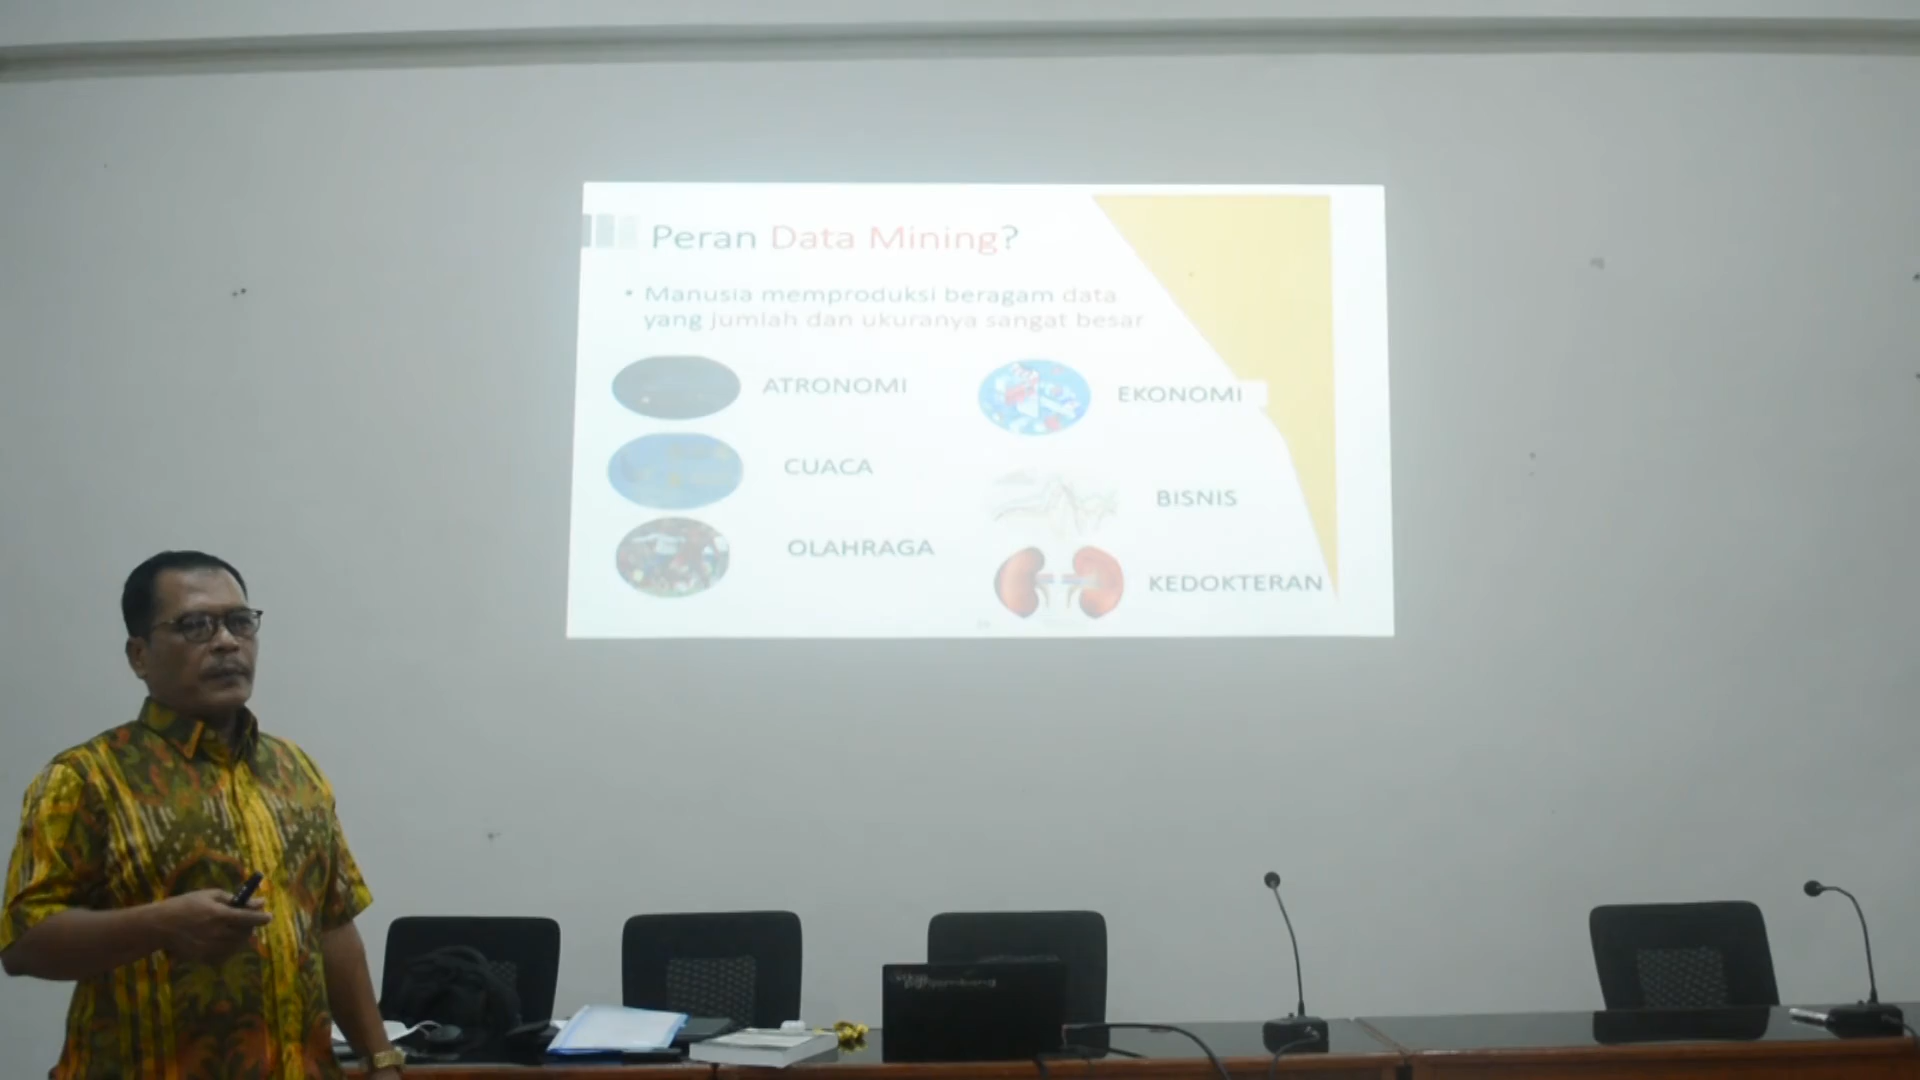 Peran Data Mining?
• Manusia memproduksi beragam data
yang jumlah dan ukuranya sangat besar
ATRONOMI
CUACA
OLAHRAGA
EKONOMI
BISNIS
KEDOKTERAN